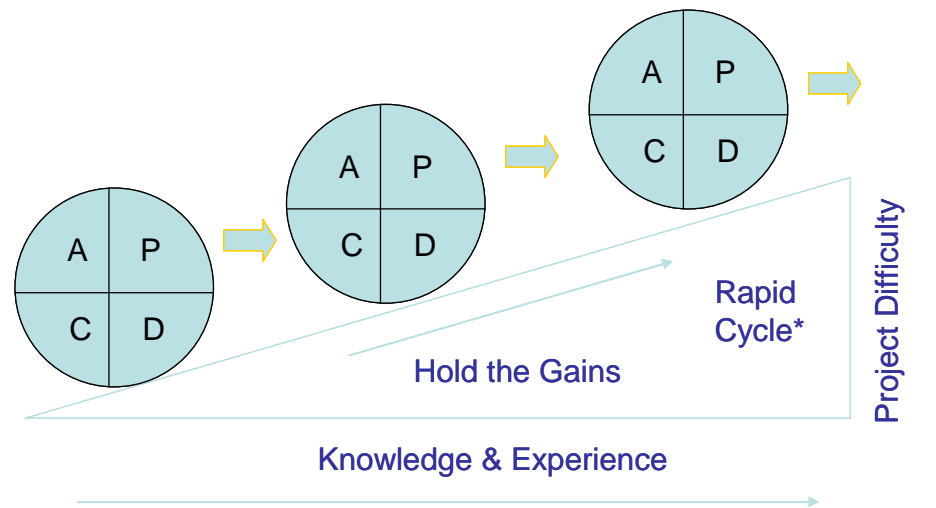 A P
C D
A P
C D
A P
C D
Rapid
Cycle*
Hold the Gains
Project Difficulty
Knowledge & Experience